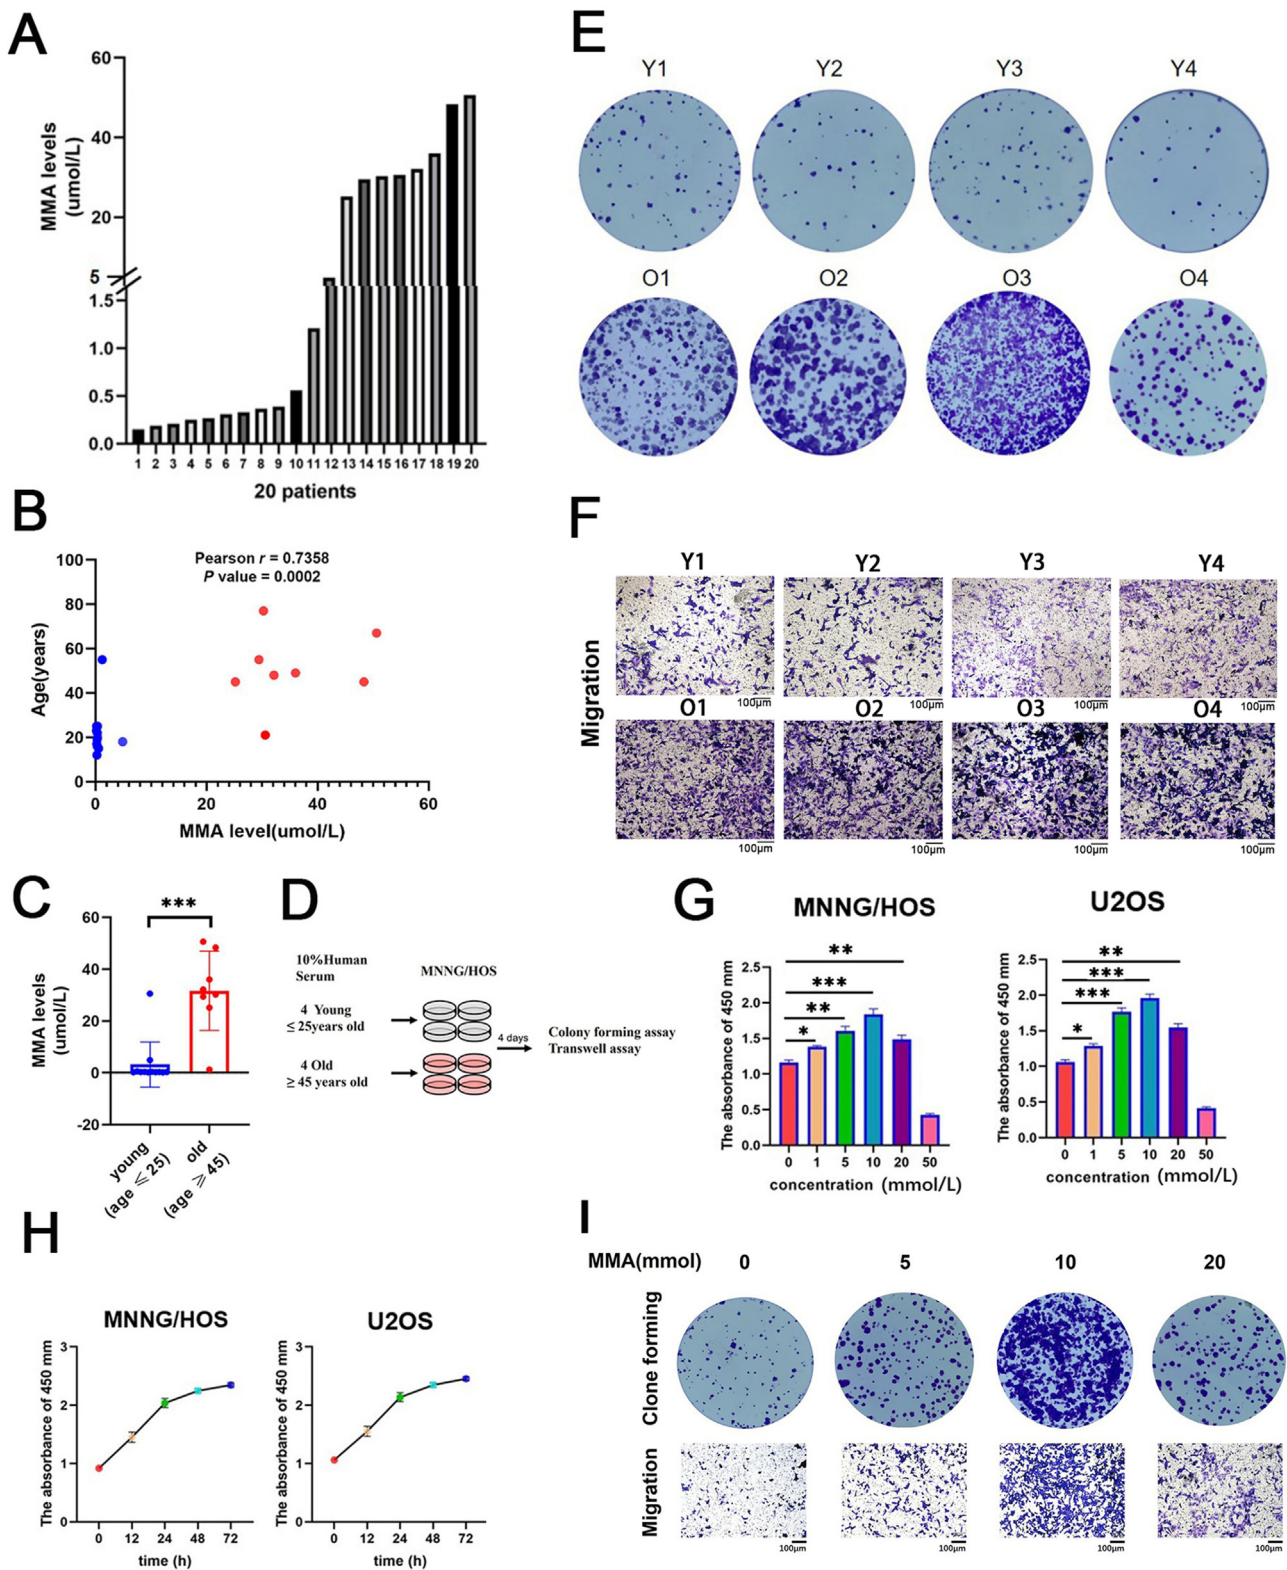 A
60
40
20
5
1.5
1.0
0.5
0.0
MMA levels
(umol/L)
1 2 3 4 5 6 7 8 9 10 11 12 13 14 15 16 17 18 19 20
20 patients
B
Pearson r = 0.7358
P value = 0.0002
100
80
60
40
20
0
Age(years)
0 20 40 60
MMA level(umol/L)
C
***
60
40
20
0
-20
MMA levels
(umol/L)
young
(age ≤ 25)
old
(age ≥ 45)
D
10%Human
Serum
MNNG/HOS
4 Young
≤ 25years old
4 Old
≥ 45 years old
4 days
Colony forming assay
Transwell assay
E
Y1 Y2 Y3 Y4
O1 O2 O3 O4
F
Migration
Y1 Y2 Y3 Y4
100μm 100μm 100μm 100μm
O1 O2 O3 O4
100μm 100μm 100μm 100μm
G
MNNG/HOS
**
***
**
*
2.5
2.0
1.5
1.0
0.5
0.0
The absorbance of 450 mm
0 1 5 10 20 50
concentration (mmol/L)
U2OS
**
***
***
*
2.5
2.0
1.5
1.0
0.5
0.0
The absorbance of 450 mm
0 1 5 10 20 50
concentration (mmol/L)
H
MNNG/HOS
3
2
1
0
The absorbance of 450 mm
0 12 24 48 72
time (h)
U2OS
3
2
1
0
The absorbance of 450 mm
0 12 24 48 72
time (h)
I
MMA(mmol) 0 5 10 20
Clone forming
Migration
100μm 100μm 100μm 100μm